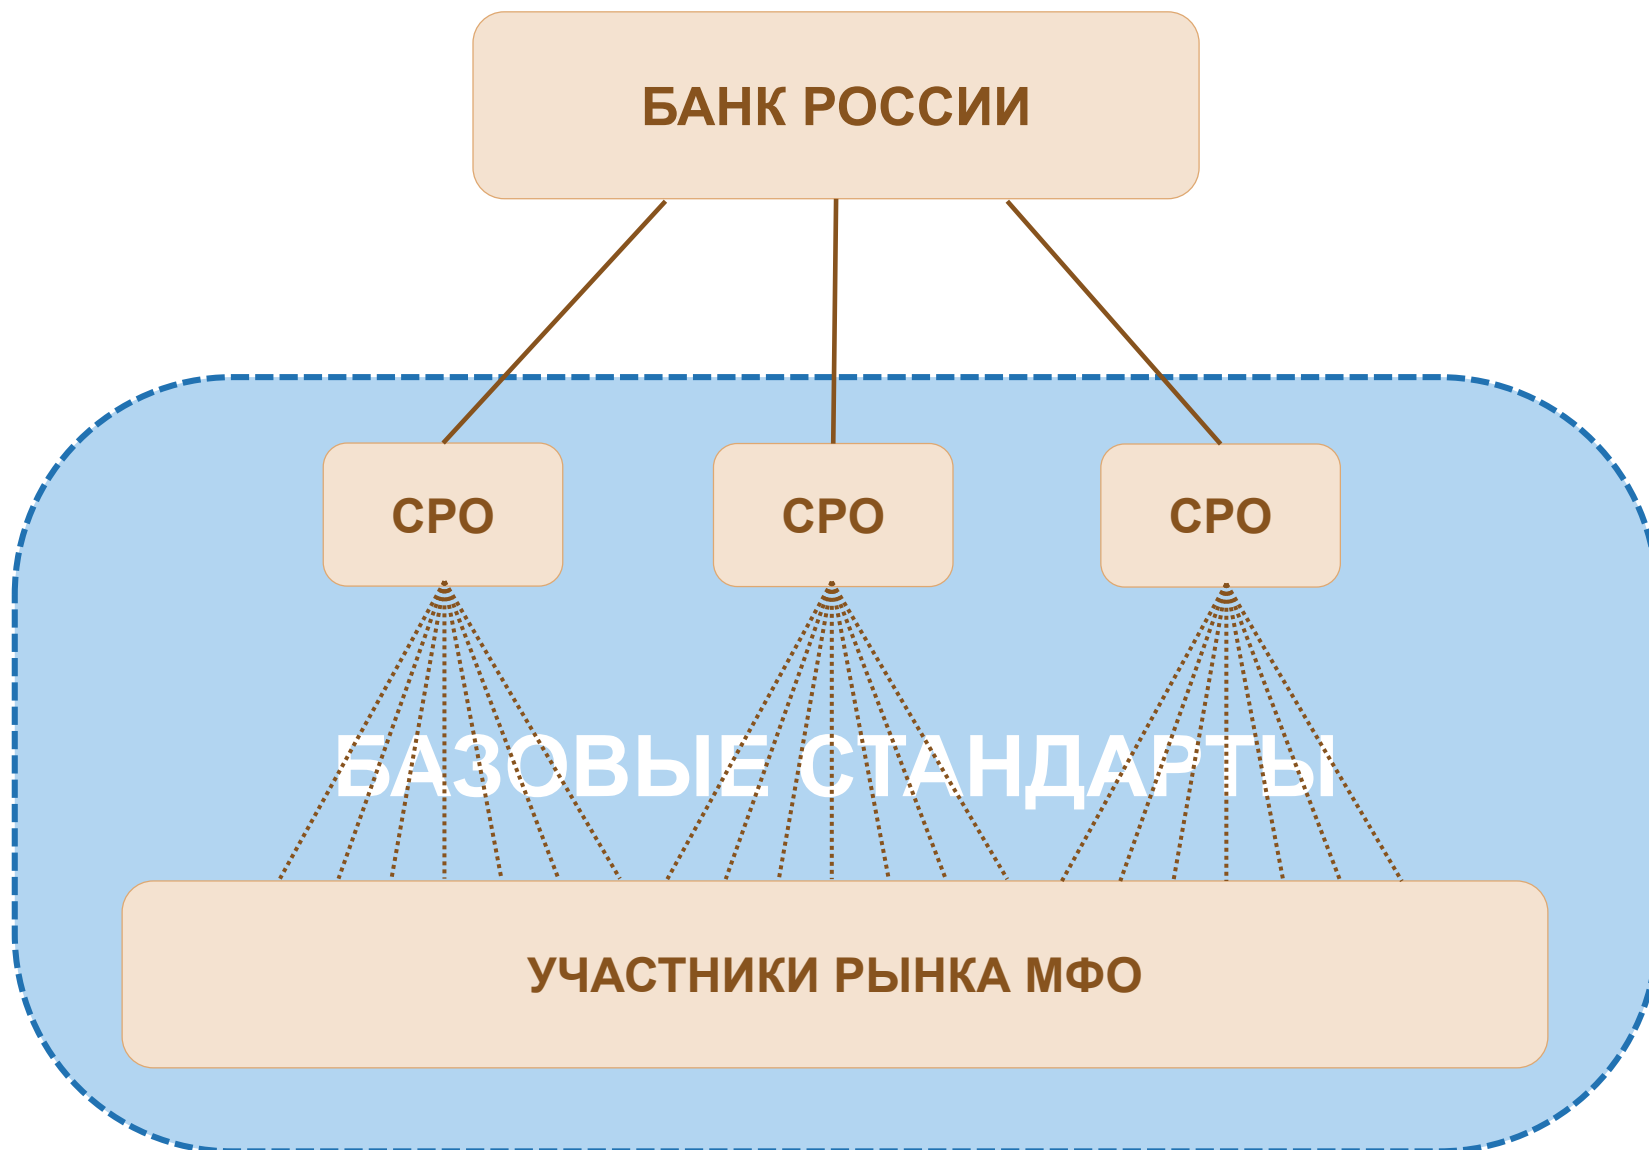 БАНК РОССИИ
СРО
СРО
СРО
БАЗОВЫЕ СТАНДАРТЫ
УЧАСТНИКИ РЫНКА МФО